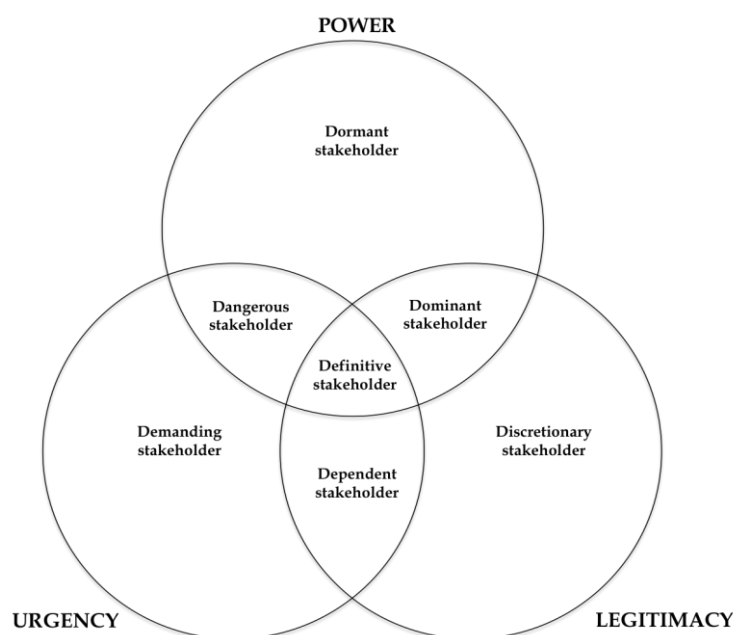 POWER
Dormant
stakeholder
Dangerous
stakeholder
Dominant
stakeholder
Definitive
stakeholder
Demanding
stakeholder
Discretionary
stakeholder
Dependent
stakeholder
URGENCY
LEGITIMACY